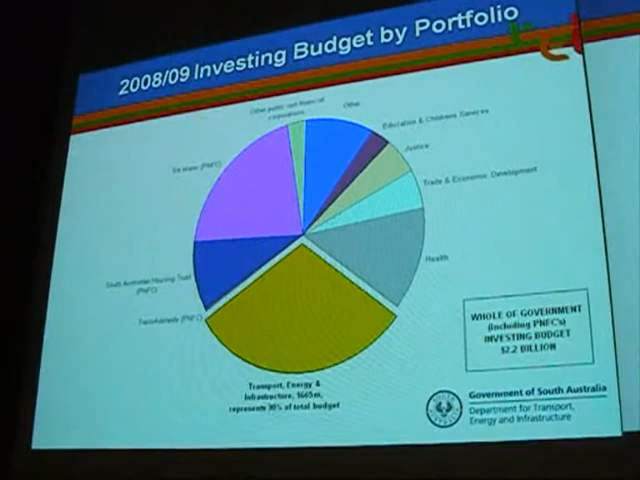 2008/09 Investing Budget by Portfolio
Other public non financial
corporations
Other
Education & Children's Services
Justice
SA Water (PNFC)
Trade & Economic Development
Health
South Australian Housing Trust
(PNFC)
TransAdelaide (PNFC)
WHOLE OF GOVERNMENT
(including PNFC's)
INVESTING BUDGET
$2.2 BILLION
Transport, Energy &
Infrastructure, $665m,
represents 30% of total budget
Government of South Australia
Department for Transport,
Energy and Infrastructure